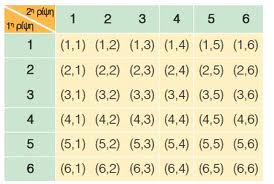 2η ρίψη
1η ρίψη
1 2 3 4 5 6
1 (1,1) (1,2) (1,3) (1,4) (1,5) (1,6)
2 (2,1) (2,2) (2,3) (2,4) (2,5) (2,6)
3 (3,1) (3,2) (3,3) (3,4) (3,5) (3,6)
4 (4,1) (4,2) (4,3) (4,4) (4,5) (4,6)
5 (5,1) (5,2) (5,3) (5,4) (5,5) (5,6)
6 (6,1) (6,2) (6,3) (6,4) (6,5) (6,6)